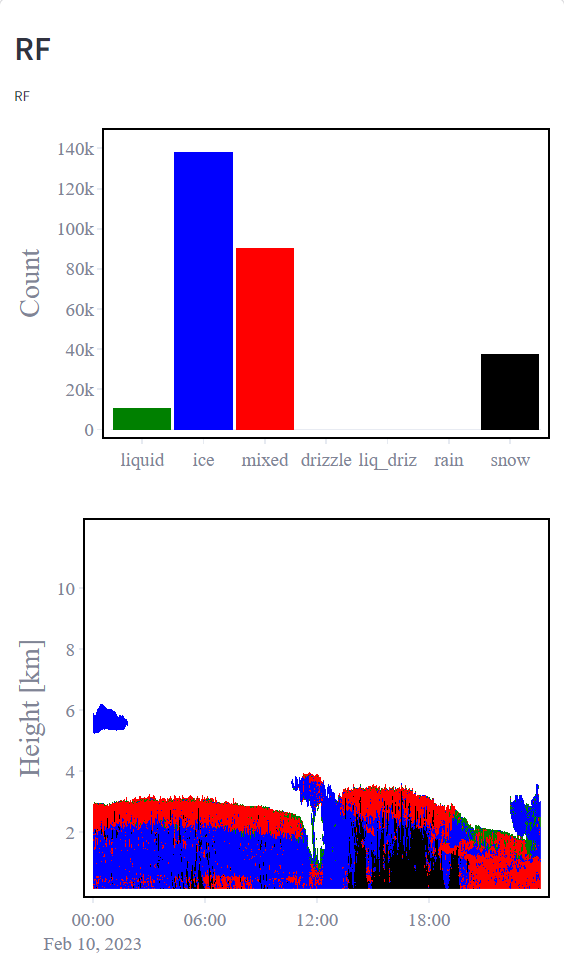 RF
RF
140k
120k
100k
80k
60k
40k
20k
0
Count
liquid ice mixed drizzle liq_driz rain snow
10
8
6
4
2
Height [km]
00:00 06:00 12:00 18:00
Feb 10, 2023